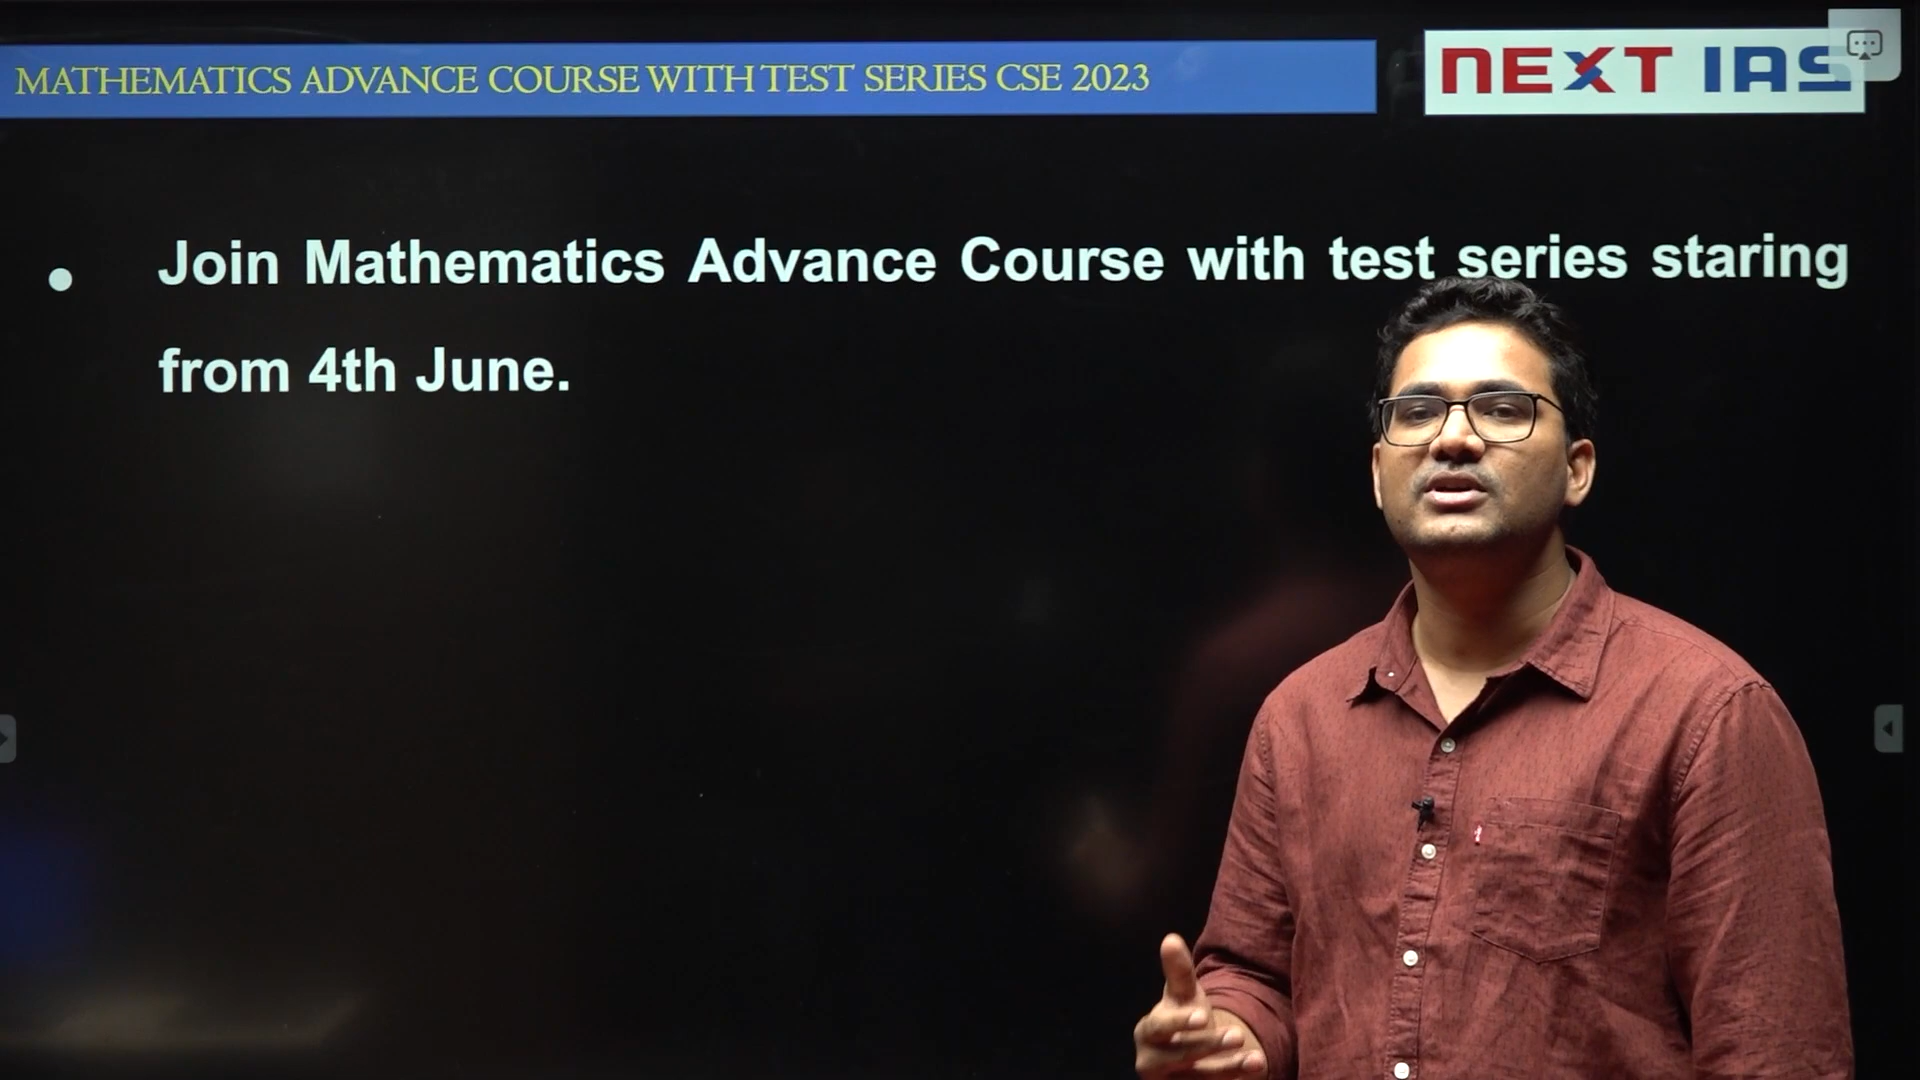 MATHEMATICS ADVANCE COURSE WITH TEST SERIES CSE 2023
NEXT IAS
Join Mathematics Advance Course with test series staring
from 4th June.